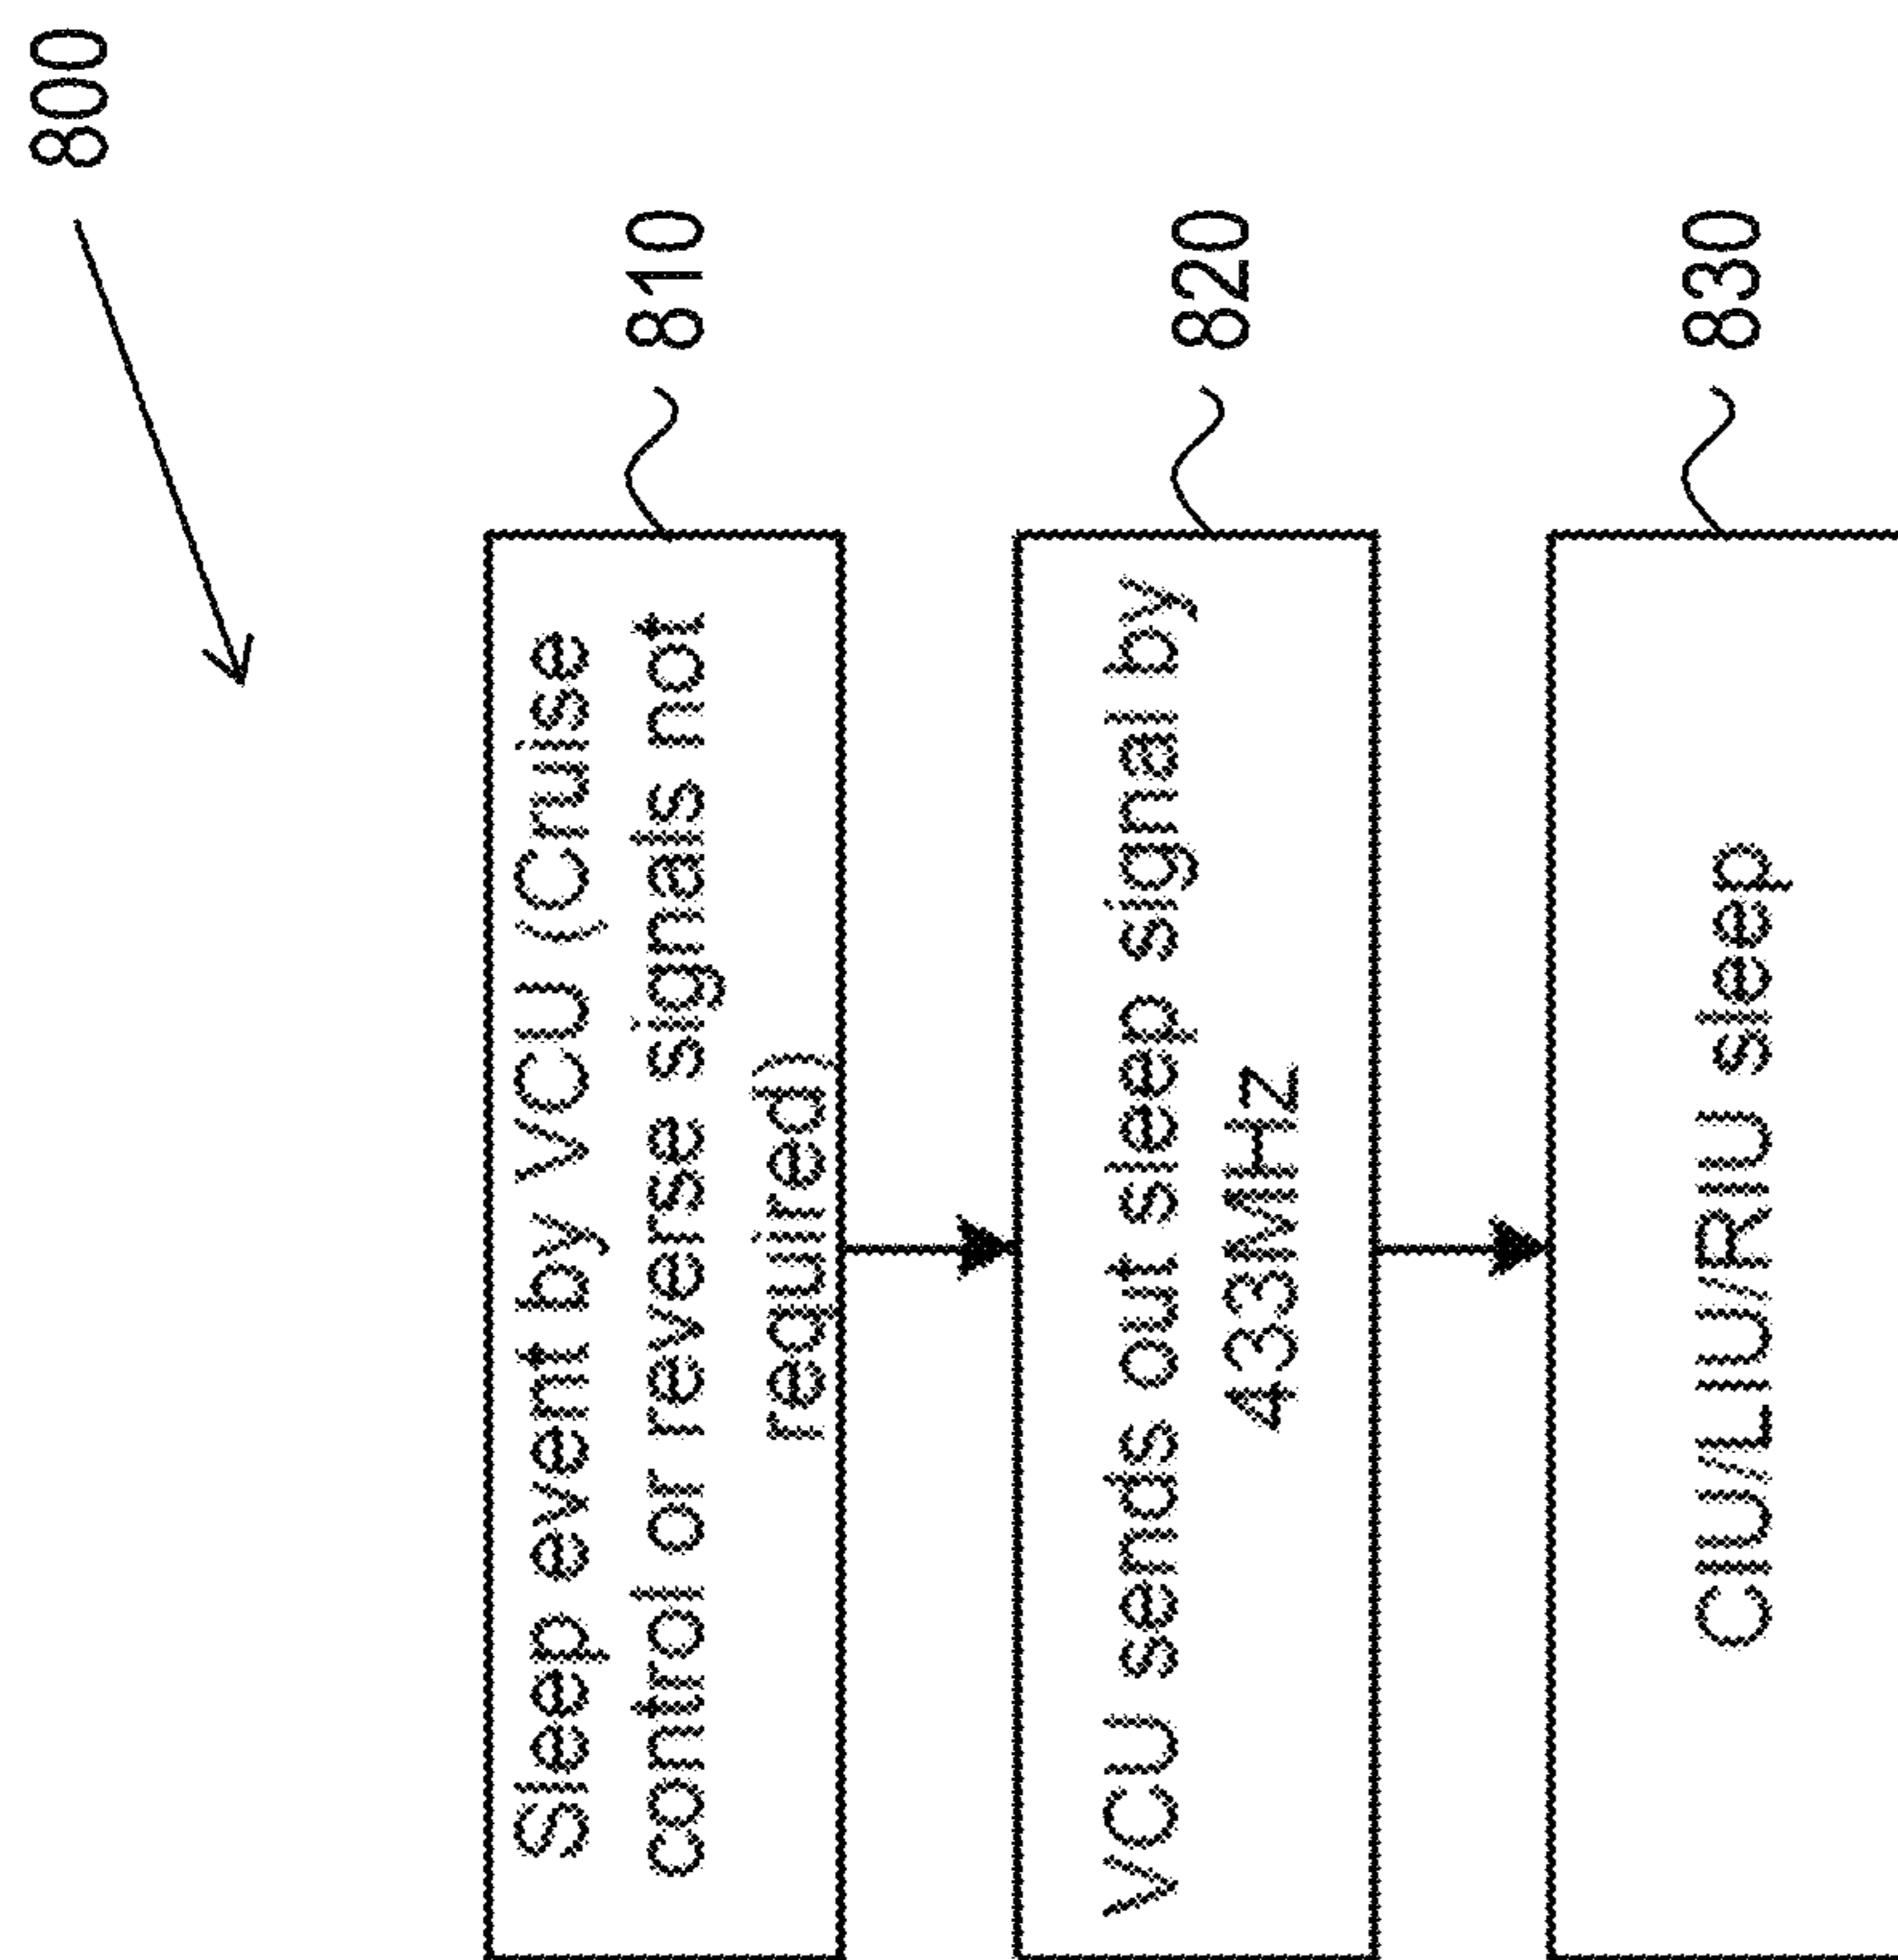 800
Sleep event by VCU (Cruise
control or reverse signals not
required)
810
VCU sends out sleep signal by
433MHz
820
CIU/LIU/RIU sleep
830